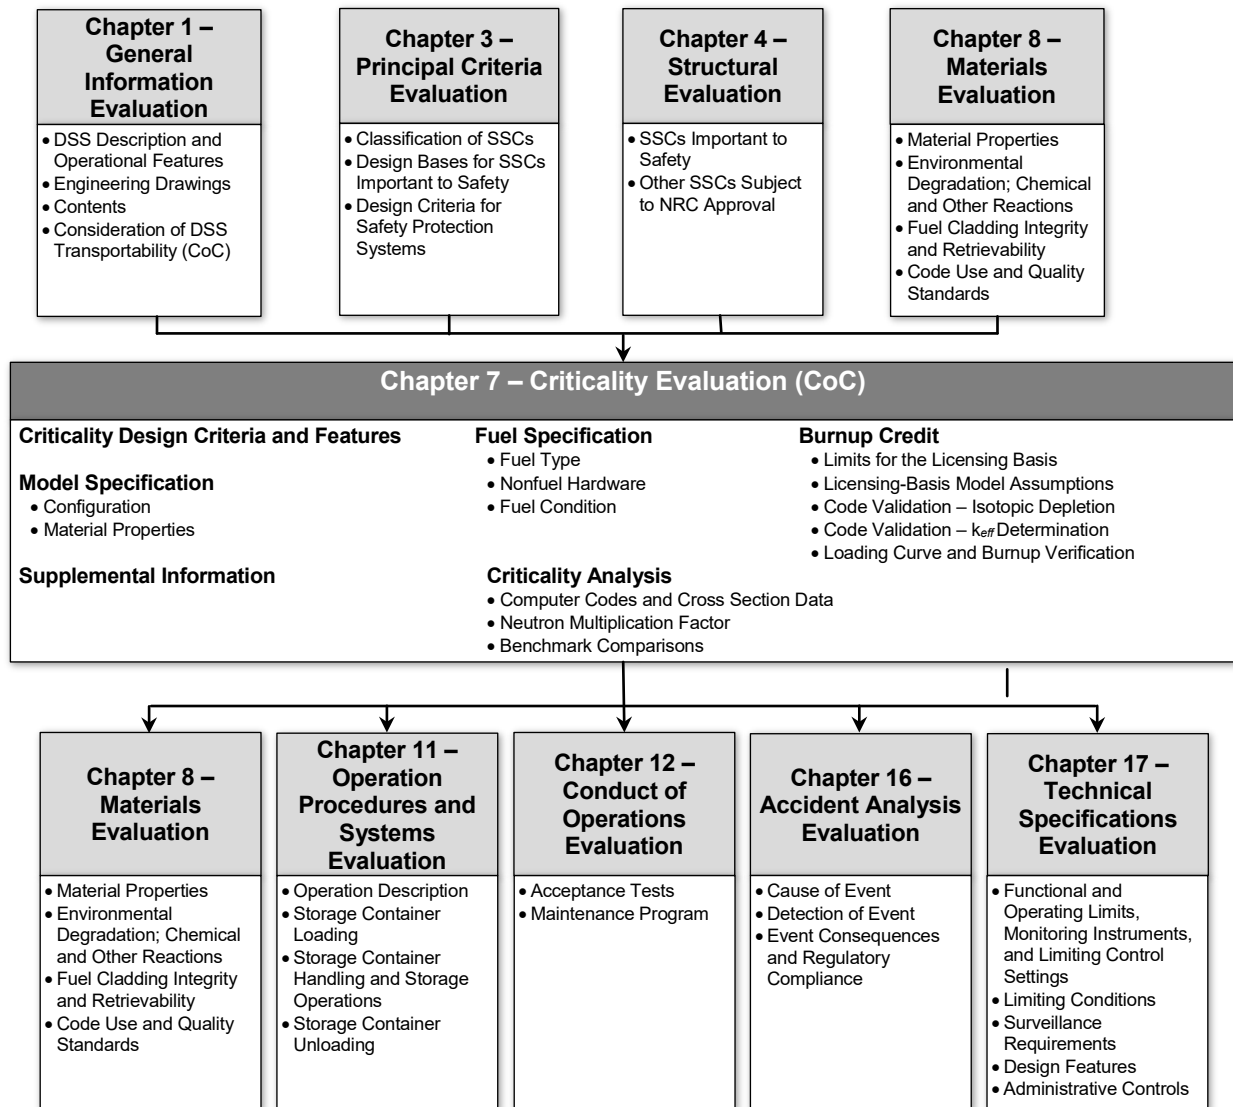 Chapter 1 –
General
Information
Evaluation
• DSS Description and
Operational Features
• Engineering Drawings
• Contents
• Consideration of DSS
Transportability (CoC)
Chapter 3 –
Principal Criteria
Evaluation
• Classification of SSCs
• Design Bases for SSCs
Important to Safety
• Design Criteria for
Safety Protection
Systems
Chapter 4 –
Structural
Evaluation
• SSCs Important to
Safety
• Other SSCs Subject
to NRC Approval
Chapter 8 –
Materials
Evaluation
• Material Properties
• Environmental
Degradation; Chemical
and Other Reactions
• Fuel Cladding Integrity
and Retrievability
• Code Use and Quality
Standards
Chapter 7 – Criticality Evaluation (CoC)
Criticality Design Criteria and Features
Model Specification
• Configuration
• Material Properties
Supplemental Information
Fuel Specification
• Fuel Type
• Nonfuel Hardware
• Fuel Condition
Criticality Analysis
• Computer Codes and Cross Section Data
• Neutron Multiplication Factor
• Benchmark Comparisons
Burnup Credit
• Limits for the Licensing Basis
• Licensing-Basis Model Assumptions
• Code Validation – Isotopic Depletion
• Code Validation – keff Determination
• Loading Curve and Burnup Verification
Chapter 8 –
Materials
Evaluation
• Material Properties
• Environmental
Degradation; Chemical
and Other Reactions
• Fuel Cladding Integrity
and Retrievability
• Code Use and Quality
Standards
Chapter 11 –
Operation
Procedures and
Systems
Evaluation
• Operation Description
• Storage Container
Loading
• Storage Container
Handling and Storage
Operations
• Storage Container
Unloading
Chapter 12 –
Conduct of
Operations
Evaluation
• Acceptance Tests
• Maintenance Program
Chapter 16 –
Accident Analysis
Evaluation
• Cause of Event
• Detection of Event
• Event Consequences
and Regulatory
Compliance
Chapter 17 –
Technical
Specifications
Evaluation
• Functional and
Operating Limits,
Monitoring Instruments,
and Limiting Control
Settings
• Limiting Conditions
• Surveillance
Requirements
• Design Features
• Administrative Controls